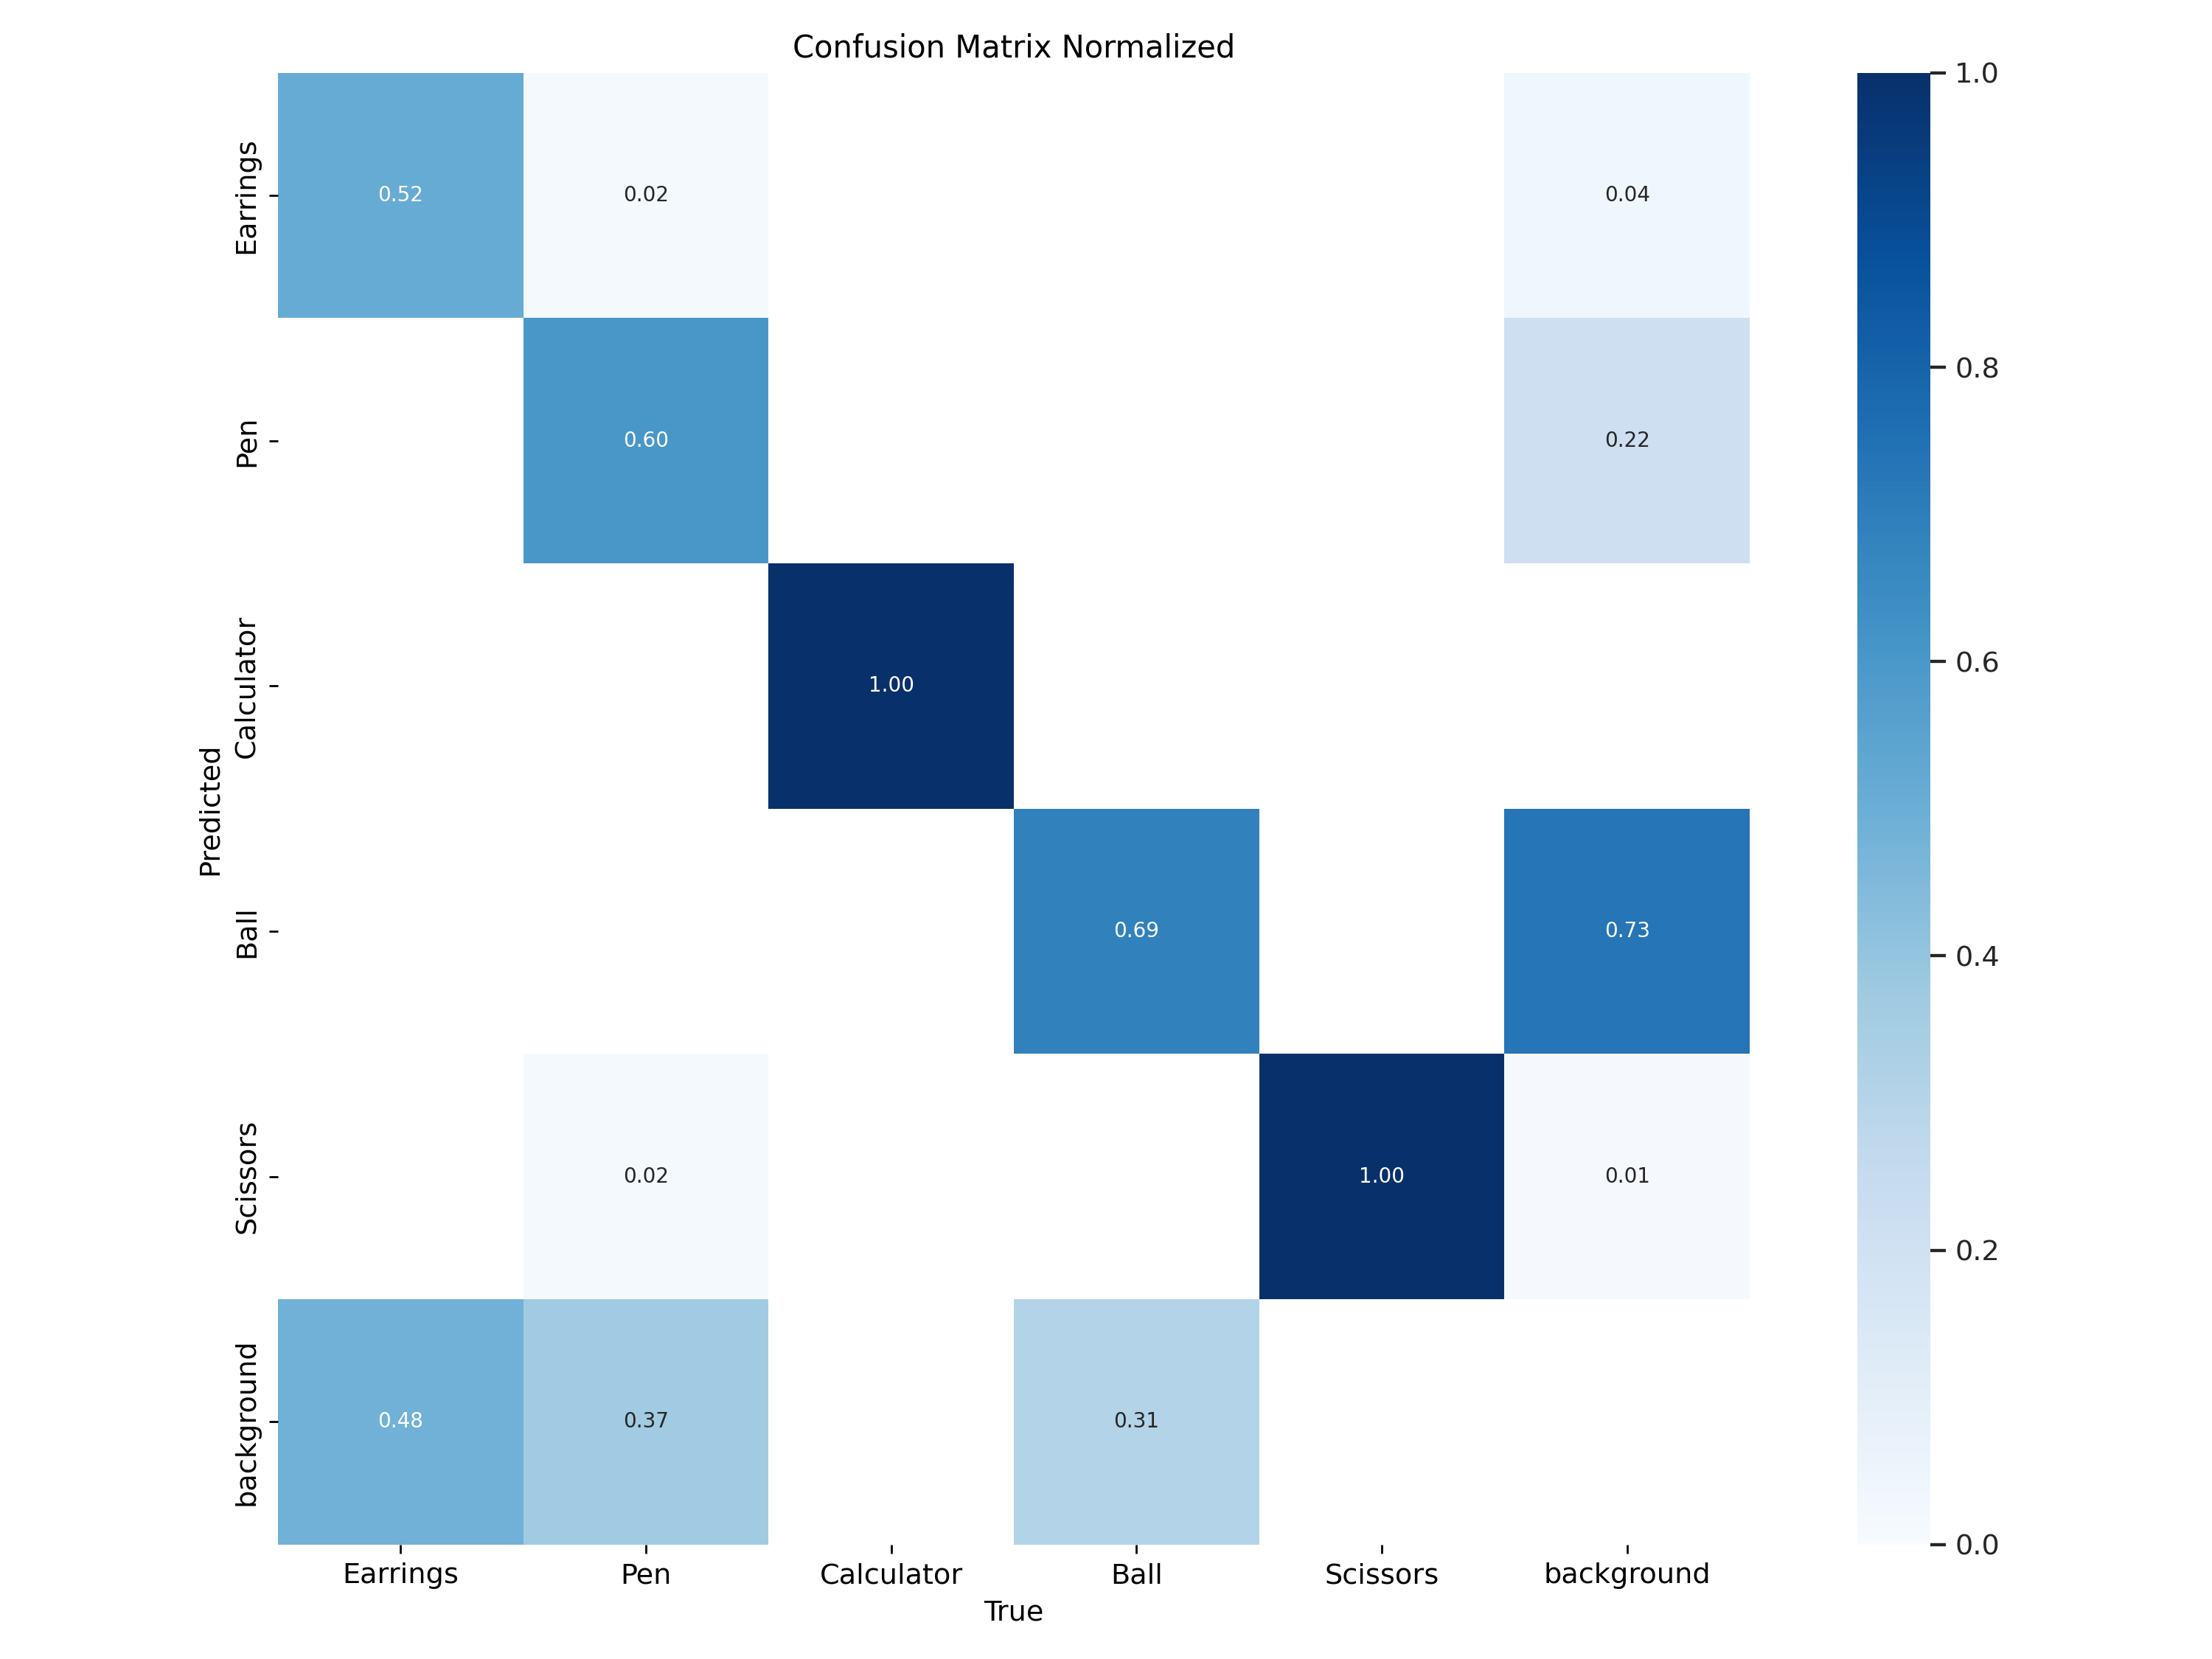 Confusion Matrix Normalized
Earrings
0.52
0.02
0.04
Pen
0.60
0.22
Calculator
1.00
Ball
0.69
0.73
Scissors
0.02
1.00
0.01
background
0.48
0.37
0.31
Predicted
Earrings
Pen
Calculator
Ball
Scissors
background
True
1.0
0.8
0.6
0.4
0.2
0.0